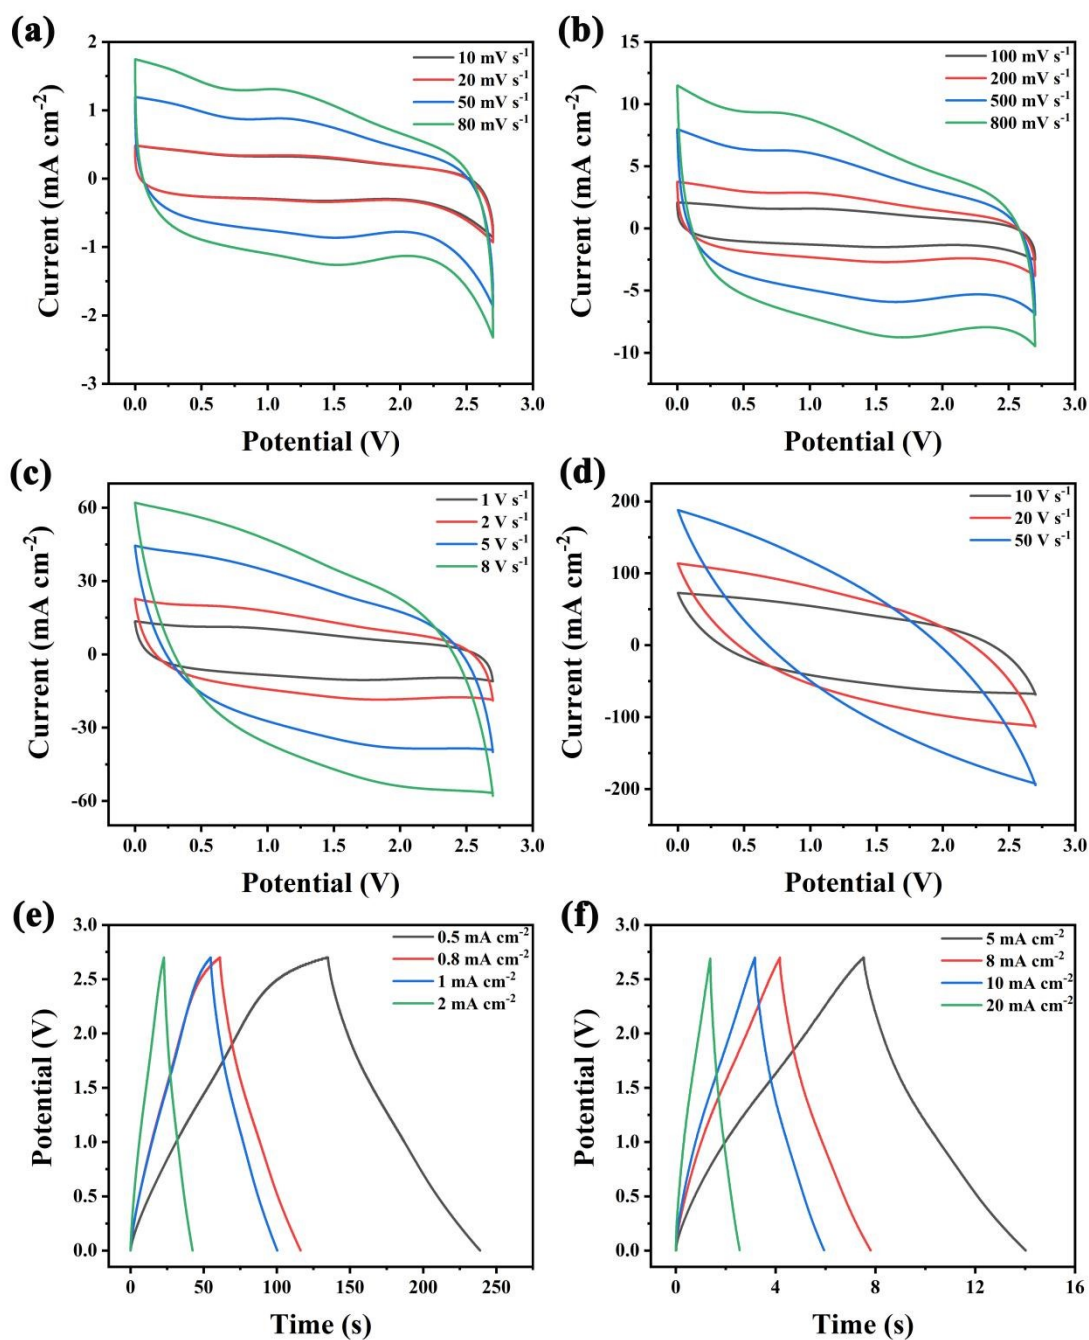 (a)
2
1
0
-1
-2
-3
Current (mA cm-2)
10 mV s-1
20 mV s-1
50 mV s-1
80 mV s-1
0.0 0.5 1.0 1.5 2.0 2.5 3.0
Potential (V)
(b)
15
10
5
0
-5
-10
Current (mA cm-2)
100 mV s-1
200 mV s-1
500 mV s-1
800 mV s-1
0.0 0.5 1.0 1.5 2.0 2.5 3.0
Potential (V)
(c)
60
30
0
-30
-60
Current (mA cm-2)
1 V s-1
2 V s-1
5 V s-1
8 V s-1
0.0 0.5 1.0 1.5 2.0 2.5 3.0
Potential (V)
(d)
200
100
0
-100
-200
Current (mA cm-2)
10 V s-1
20 V s-1
50 V s-1
0.0 0.5 1.0 1.5 2.0 2.5 3.0
Potential (V)
(e)
3.0
2.5
2.0
1.5
1.0
0.5
0.0
Potential (V)
0.5 mA cm-2
0.8 mA cm-2
1 mA cm-2
2 mA cm-2
0 50 100 150 200 250
Time (s)
(f)
3.0
2.5
2.0
1.5
1.0
0.5
0.0
Potential (V)
5 mA cm-2
8 mA cm-2
10 mA cm-2
20 mA cm-2
0 4 8 12 16
Time (s)